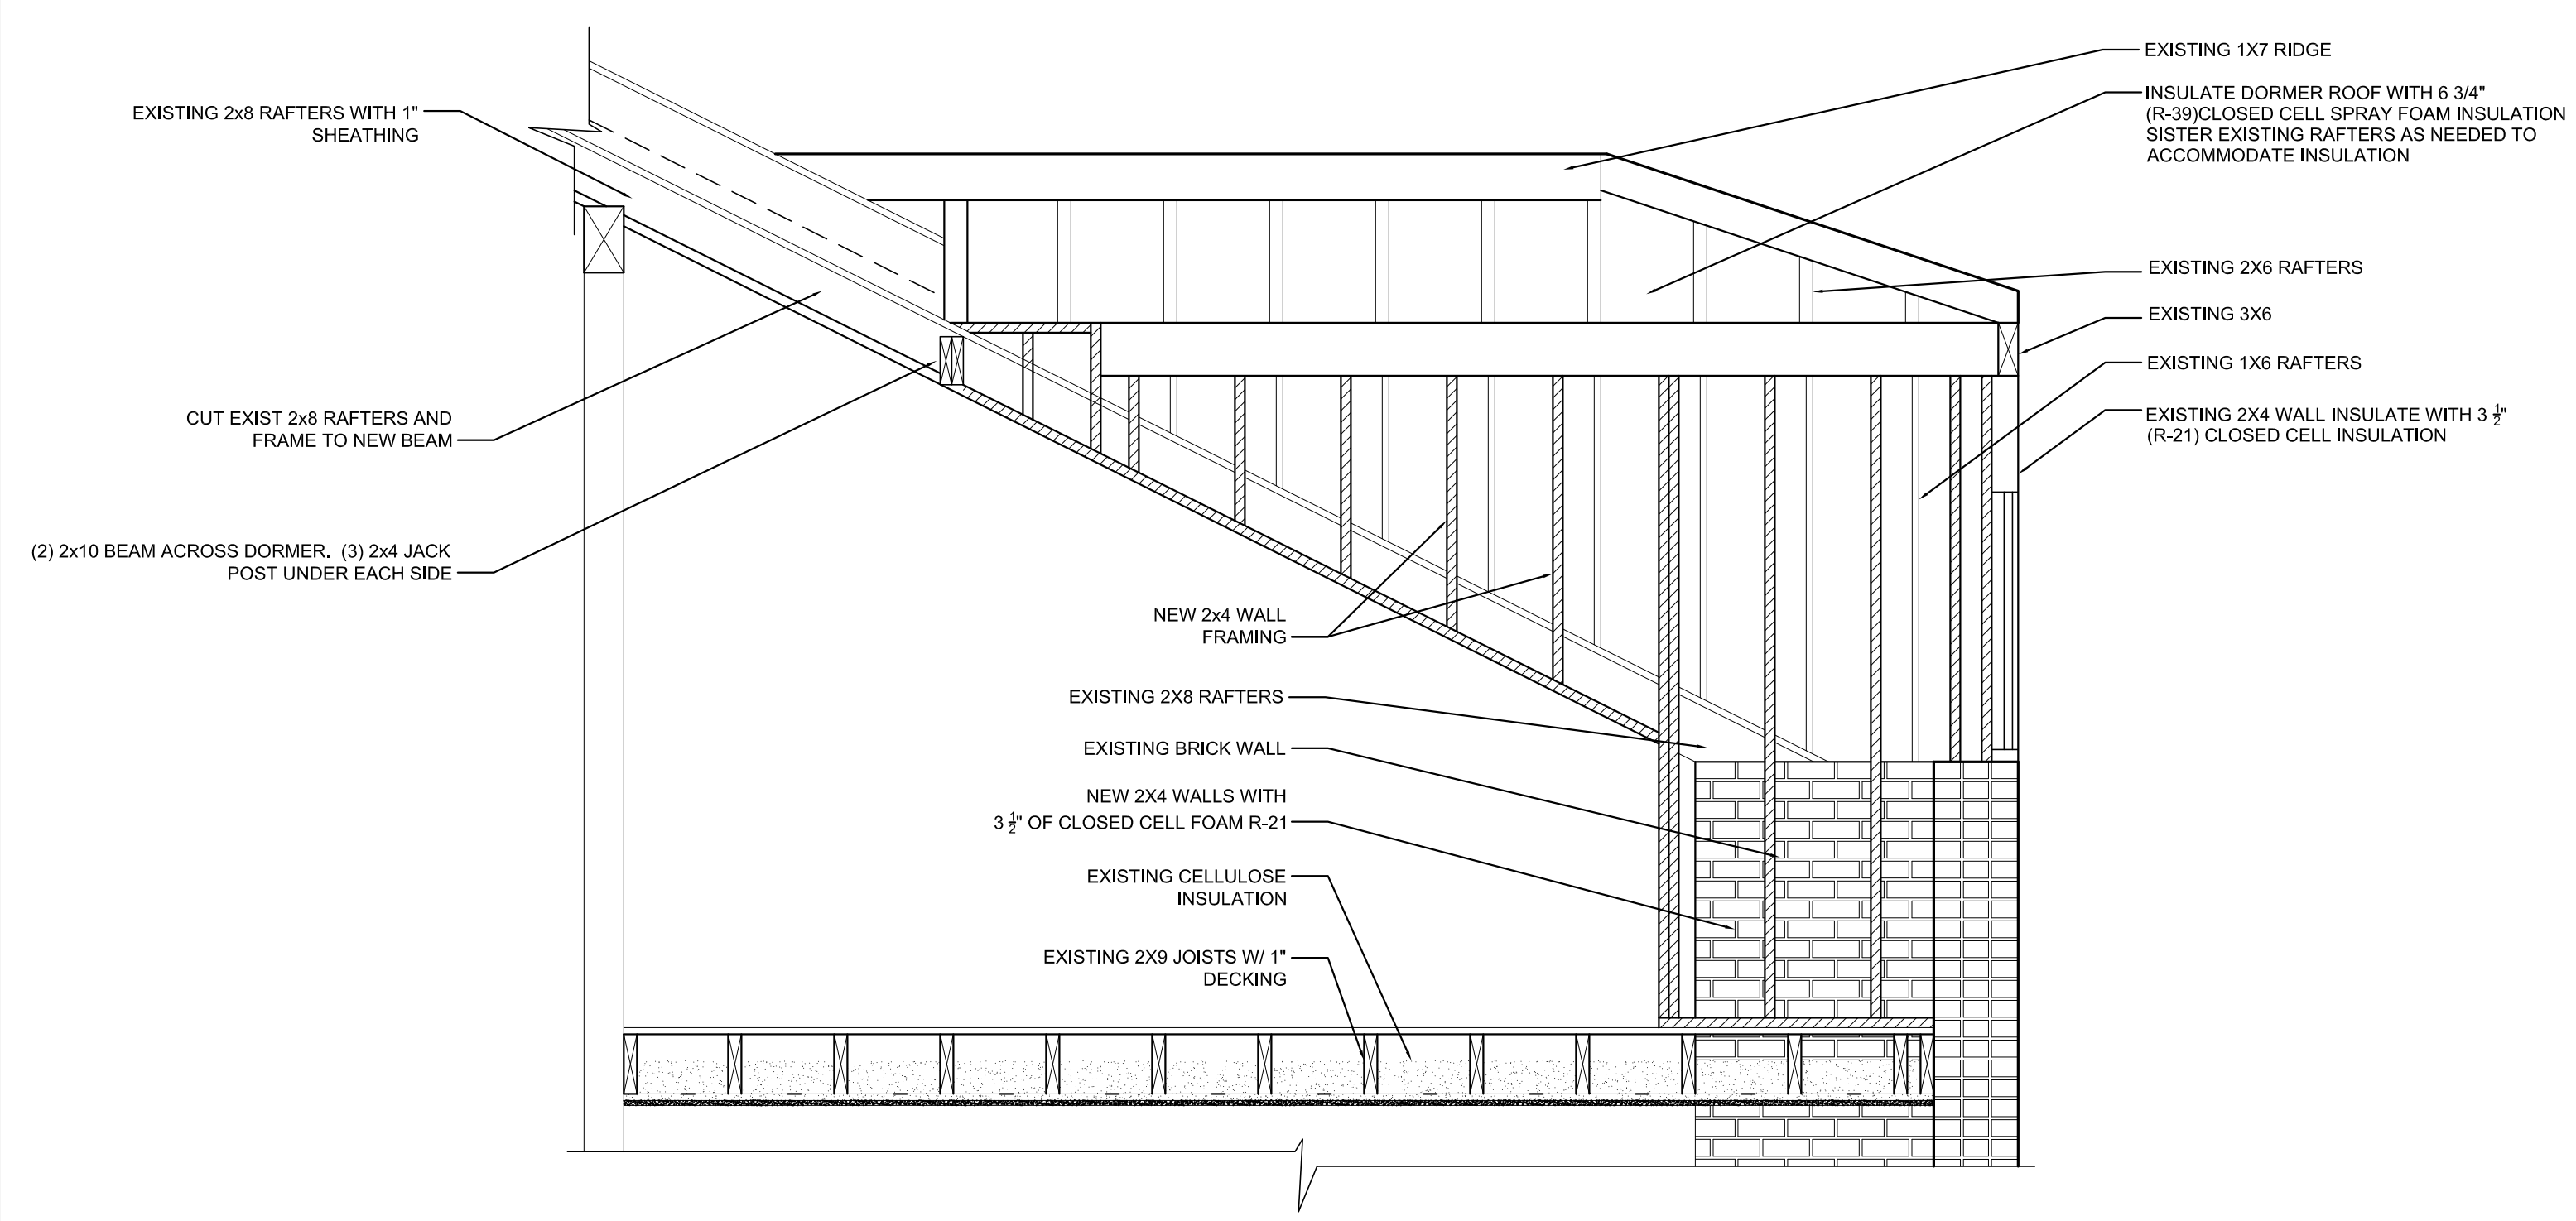 EXISTING 2x8 RAFTERS WITH 1"
SHEATHING
CUT EXIST 2x8 RAFTERS AND
FRAME TO NEW BEAM
(2) 2x10 BEAM ACROSS DORMER. (3) 2x4 JACK
POST UNDER EACH SIDE
NEW 2x4 WALL
FRAMING
EXISTING 2X8 RAFTERS
EXISTING BRICK WALL
NEW 2X4 WALLS WITH
3 1/2" OF CLOSED CELL FOAM R-21
EXISTING CELLULOSE
INSULATION
EXISTING 2X9 JOISTS W/ 1"
DECKING
EXISTING 1X7 RIDGE
INSULATE DORMER ROOF WITH 6 3/4"
(R-39)CLOSED CELL SPRAY FOAM INSULATION
SISTER EXISTING RAFTERS AS NEEDED TO
ACCOMMODATE INSULATION
EXISTING 2X6 RAFTERS
EXISTING 3X6
EXISTING 1X6 RAFTERS
EXISTING 2X4 WALL INSULATE WITH 3 1/2"
(R-21) CLOSED CELL INSULATION